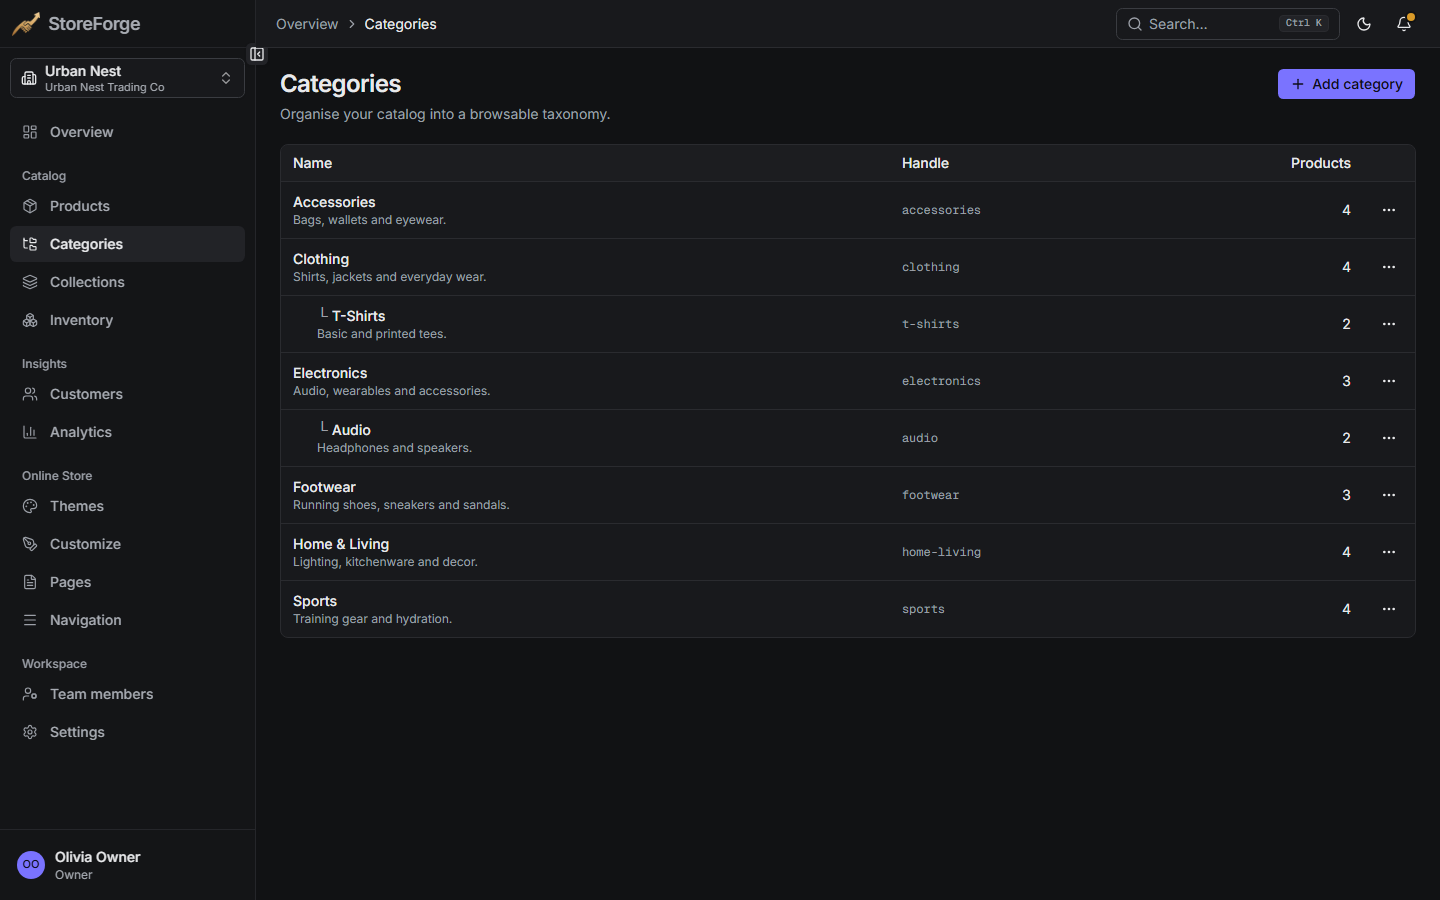 StoreForge
Overview
Categories
Search...
Ctrl K
Urban Nest
Urban Nest Trading Co
Overview
Catalog
Products
Categories
Collections
Inventory
Insights
Customers
Analytics
Online Store
Themes
Customize
Pages
Navigation
Workspace
Team members
Settings
OO
Olivia Owner
Owner
Categories
Organise your catalog into a browsable taxonomy.
Add category
Name Handle Products
Accessories
Bags, wallets and eyewear.
accessories 4
Clothing
Shirts, jackets and everyday wear.
clothing 4
└ T-Shirts
Basic and printed tees.
t-shirts 2
Electronics
Audio, wearables and accessories.
electronics 3
└ Audio
Headphones and speakers.
audio 2
Footwear
Running shoes, sneakers and sandals.
footwear 3
Home & Living
Lighting, kitchenware and decor.
home-living 4
Sports
Training gear and hydration.
sports 4